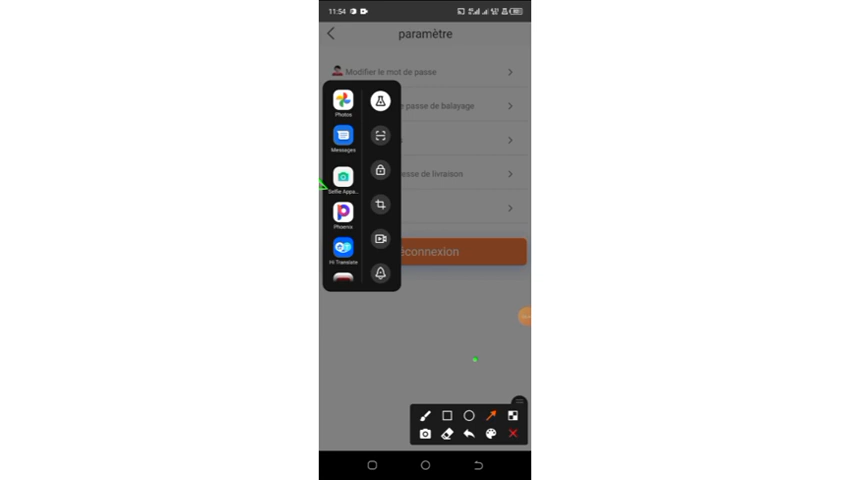 11:54
paramètre
Modifier le mot de passe
passe de balayage
esse de livraison
éconnexion
Photos
Messages
Selfie Appa...
Phoenix
Hi Translate